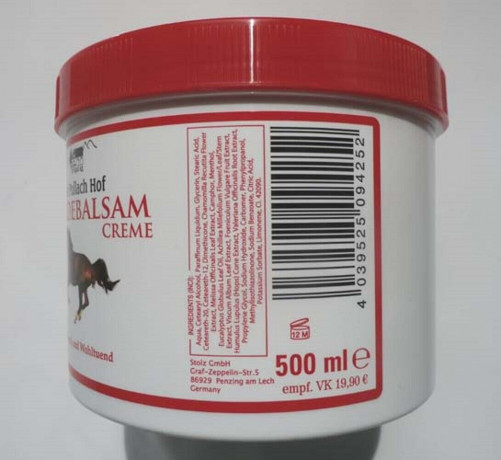 ullach Hof
DEBALSAM
CREME
und Wohltuend
INGREDIENTS (INCI):
Aqua, Cetearyl Alcohol, Paraffinum Liquidum, Glycerin, Stearic Acid,
Ceteareth-20, Ceteareth-12, Dimethicone, Chamomilla Recutita Flower
Extract, Melissa Officinalis Leaf Extract, Camphor, Menthol,
Eucalyptus Globulus Leaf Oil, Achillea Millefolium Flower/Leaf/Stem
Extract, Viscum Album Leaf Extract, Foeniculum Vulgare Fruit Extract,
Humulus Lupulus (Hops) Cone Extract, Valeriana Officinalis Root Extract,
Propylene Glycol, Sodium Hydroxide, Carbomer, Phenylpropanol,
Methylisothiazolinone, Sodium Benzoate, Citric Acid,
Potassium Sorbate, Limonene, CI. 42090.
Stolz GmbH
Graf-Zeppelin-Str.5
86929 Penzing am Lech
Germany
4 039525 094252
12 M
500 ml e
empf. VK 19,90 €